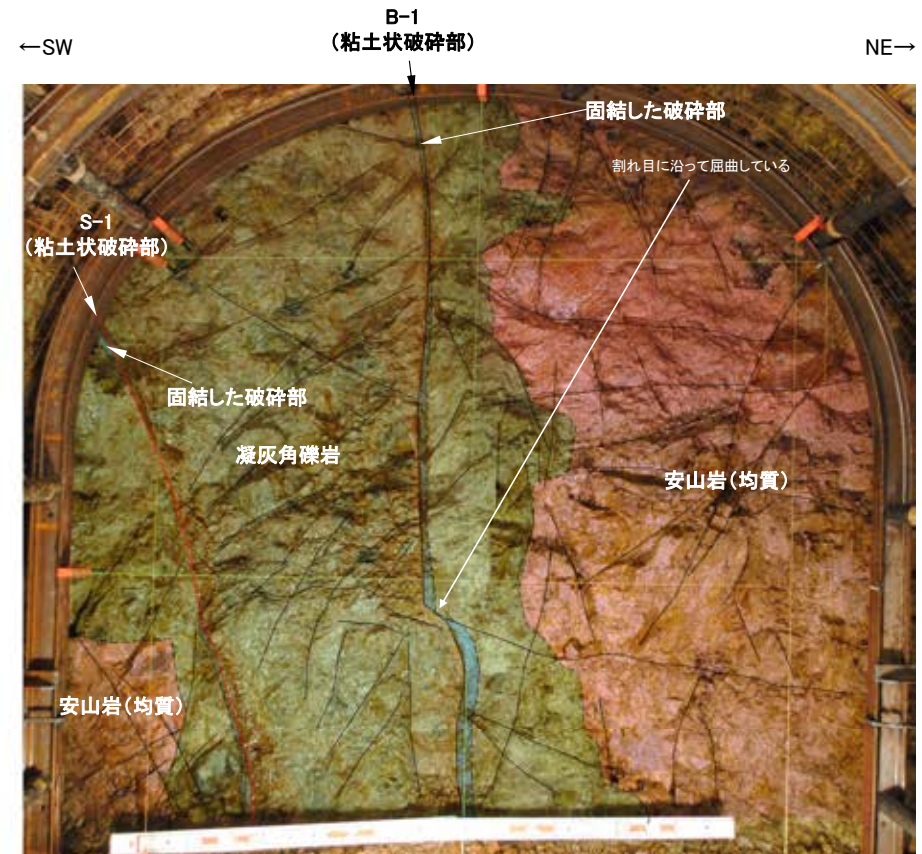 B-1
（粘土状破砕部）
←SW
NE→
固結した破砕部
割れ目に沿って屈曲している
S-1
（粘土状破砕部）
固結した破砕部
凝灰角礫岩
安山岩（均質）
安山岩（均質）